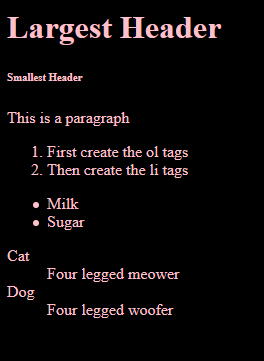 Largest Header
Smallest Header
This is a paragraph
1. First create the ol tags
2. Then create the li tags
• Milk
• Sugar
Cat
Four legged meower
Dog
Four legged woofer